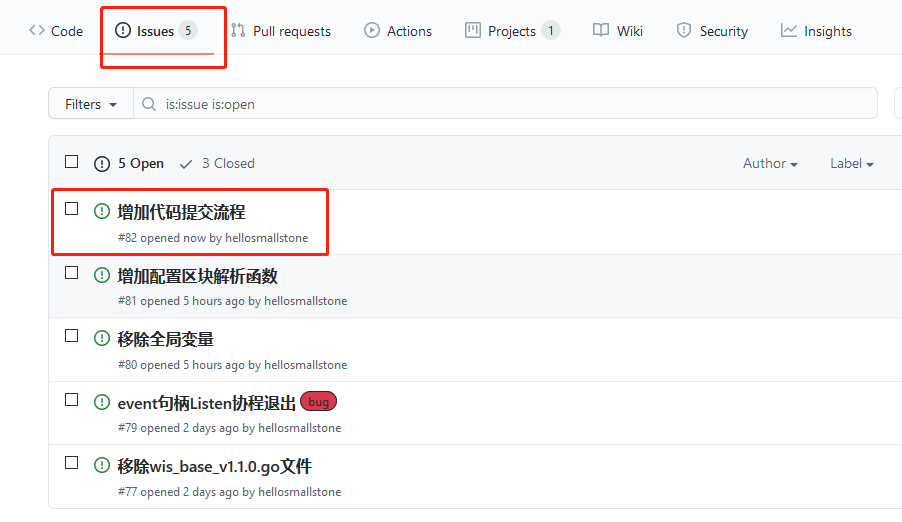 Code Issues 5 Pull requests Actions Projects 1 Wiki Security Insights
Filters is:issue is:open
5 Open 3 Closed Author Label
增加代码提交流程
#82 opened now by hellosmallstone
增加配置区块解析函数
#81 opened 5 hours ago by hellosmallstone
移除全局变量
#80 opened 5 hours ago by hellosmallstone
event句柄Listen协程退出 bug
#79 opened 2 days ago by hellosmallstone
移除wis_base_v1.1.0.go文件
#77 opened 2 days ago by hellosmallstone